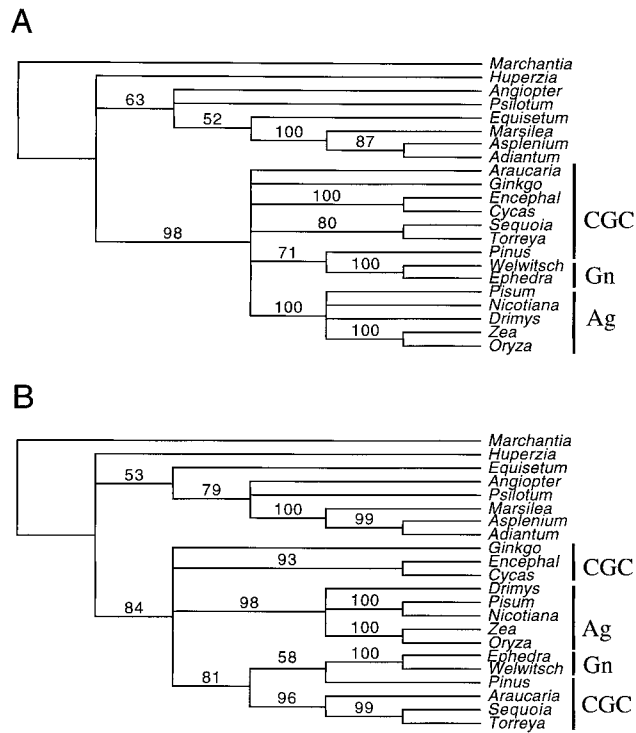 A
Marchantia
Huperzia
63
Angiopter
Psilotum
52
Equisetum
100
Marsilea
87
Asplenium
Adiantum
Araucaria
Ginkgo
100
Encephal
Cycas
CGC
98
80
Sequoia
Torreya
71
Pinus
100
Welwitsch
Ephedra
Gn
Pisum
100
Nicotiana
Drimys
Ag
100
Zea
Oryza
B
Marchantia
Huperzia
53
Equisetum
79
Angiopter
Psilotum
100
Marsilea
99
Asplenium
Adiantum
Ginkgo
93
Encephal
Cycas
CGC
84
98
Drimys
100
Pisum
Nicotiana
100
Zea
Oryza
Ag
81
58
100
Ephedra
Welwitsch
Gn
Pinus
96
Araucaria
99
Sequoia
Torreya
CGC